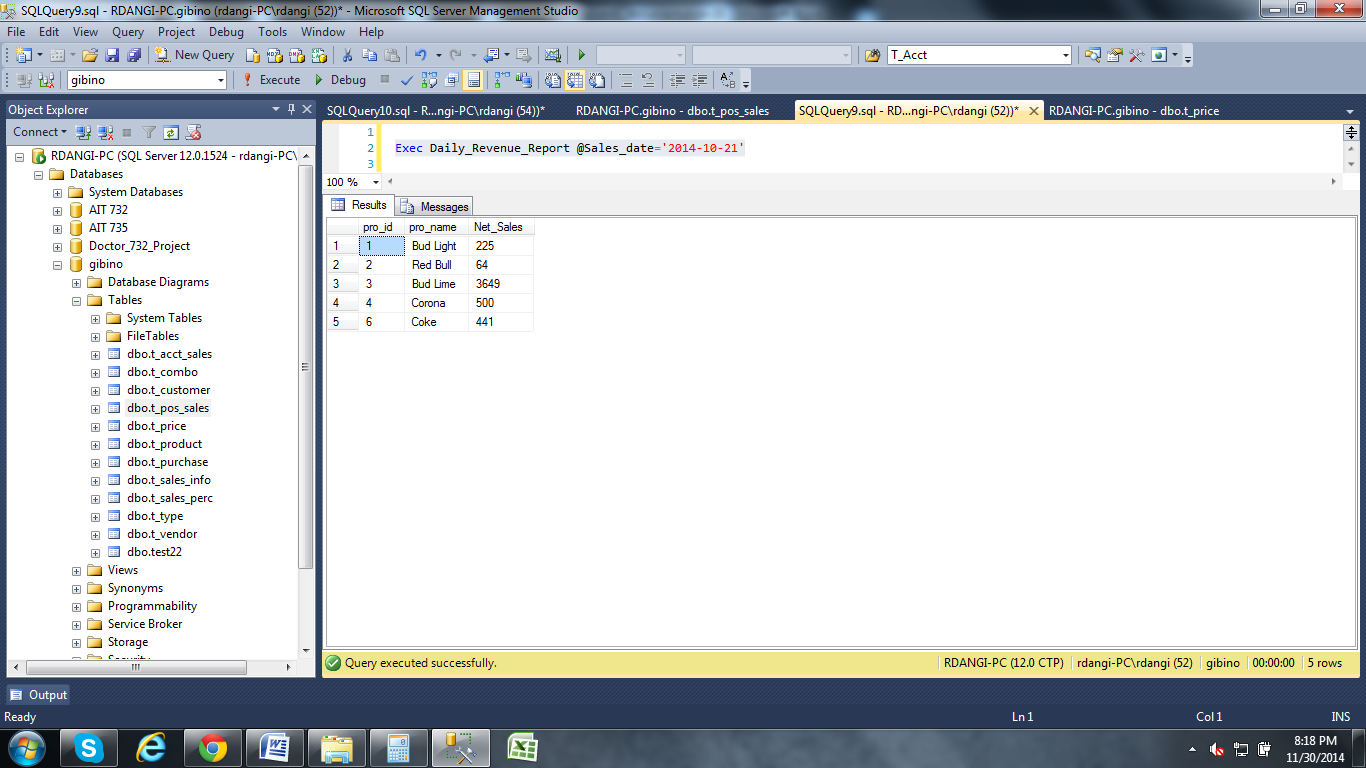 SQLQuery9.sql - RDANGI-PC.gibino (rdangi-PC\rdangi (52))* - Microsoft SQL Server Management Studio
File Edit View Query Project Debug Tools Window Help
New Query T_Acct
gibino Execute Debug
Object Explorer
Connect
RDANGI-PC (SQL Server 12.0.1524 - rdangi-PC\
Databases
System Databases
AIT 732
AIT 735
Doctor_732_Project
gibino
Database Diagrams
Tables
System Tables
FileTables
dbo.t_acct_sales
dbo.t_combo
dbo.t_customer
dbo.t_pos_sales
dbo.t_price
dbo.t_product
dbo.t_purchase
dbo.t_sales_info
dbo.t_sales_perc
dbo.t_type
dbo.t_vendor
dbo.test22
Views
Synonyms
Programmability
Service Broker
Storage
SQLQuery10.sql - R...ngi-PC\rdangi (54))* RDANGI-PC.gibino - dbo.t_pos_sales SQLQuery9.sql - RD...ngi-PC\rdangi (52))* RDANGI-PC.gibino - dbo.t_price
1
2 Exec Daily_Revenue_Report @Sales_date='2014-10-21'
3
100 %
Results Messages
pro_id pro_name Net_Sales
1 1 Bud Light 225
2 2 Red Bull 64
3 3 Bud Lime 3649
4 4 Corona 500
5 6 Coke 441
Query executed successfully. RDANGI-PC (12.0 CTP) rdangi-PC\rdangi (52) gibino 00:00:00 5 rows
Output
Ready Ln 1 Col 1 INS
8:18 PM
11/30/2014